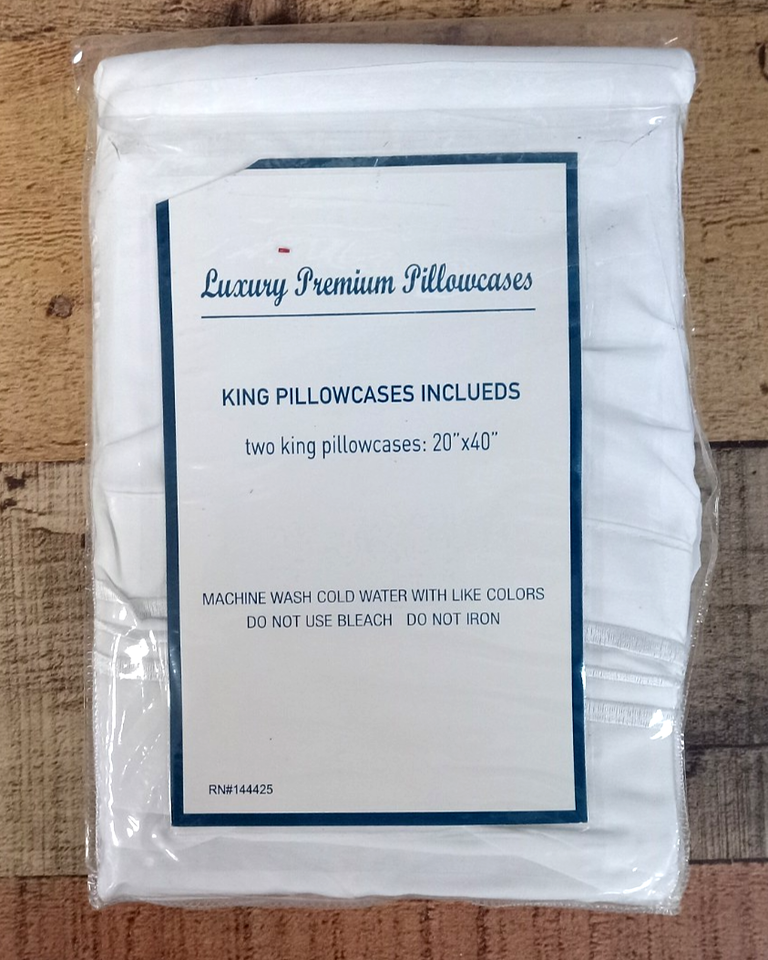 Luxury Premium Pillowcases
KING PILLOWCASES INCLUEDS
two king pillowcases: 20”x40”
MACHINE WASH COLD WATER WITH LIKE COLORS
DO NOT USE BLEACH DO NOT IRON
RN#144425